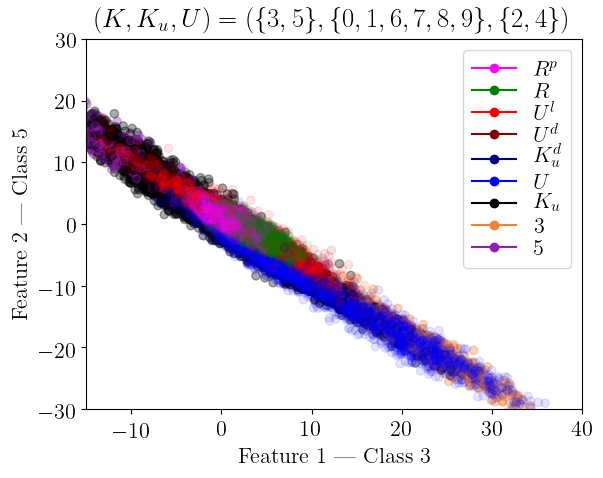 (K, K_u, U) = ({3, 5}, {0, 1, 6, 7, 8, 9}, {2, 4})
30
20
10
0
−10
−20
−30
Feature 2 — Class 5
R^p
R
U^l
U^d
K_u^d
U
K_u
3
5
−10
0
10
20
30
40
Feature 1 — Class 3